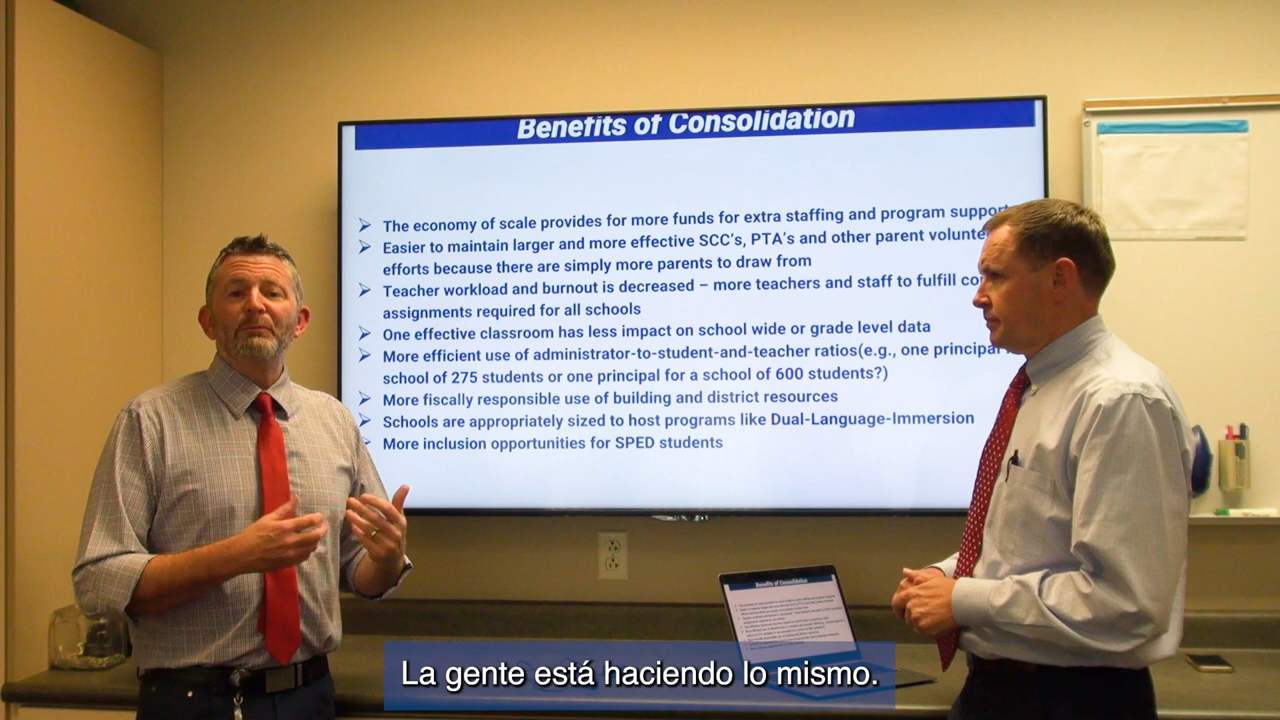 Benefits of Consolidation
The economy of scale provides for more funds for extra staffing and program support
Easier to maintain larger and more effective SCC's, PTA's and other parent
efforts because there are simply more parents to draw from
Teacher workload and burnout is decreased – more teachers and staff to fulfill
assignments required for all schools
One effective classroom has less impact on school wide or grade level data
More efficient use of administrator-to-student-and-teacher ratios(e.g., one principal
school of 275 students or one principal for a school of 600 students?)
More fiscally responsible use of building and district resources
Schools are appropriately sized to host programs like Dual-Language-Immersion
More inclusion opportunities for SPED students
Benefits of Consolidation
La gente está haciendo lo mismo.